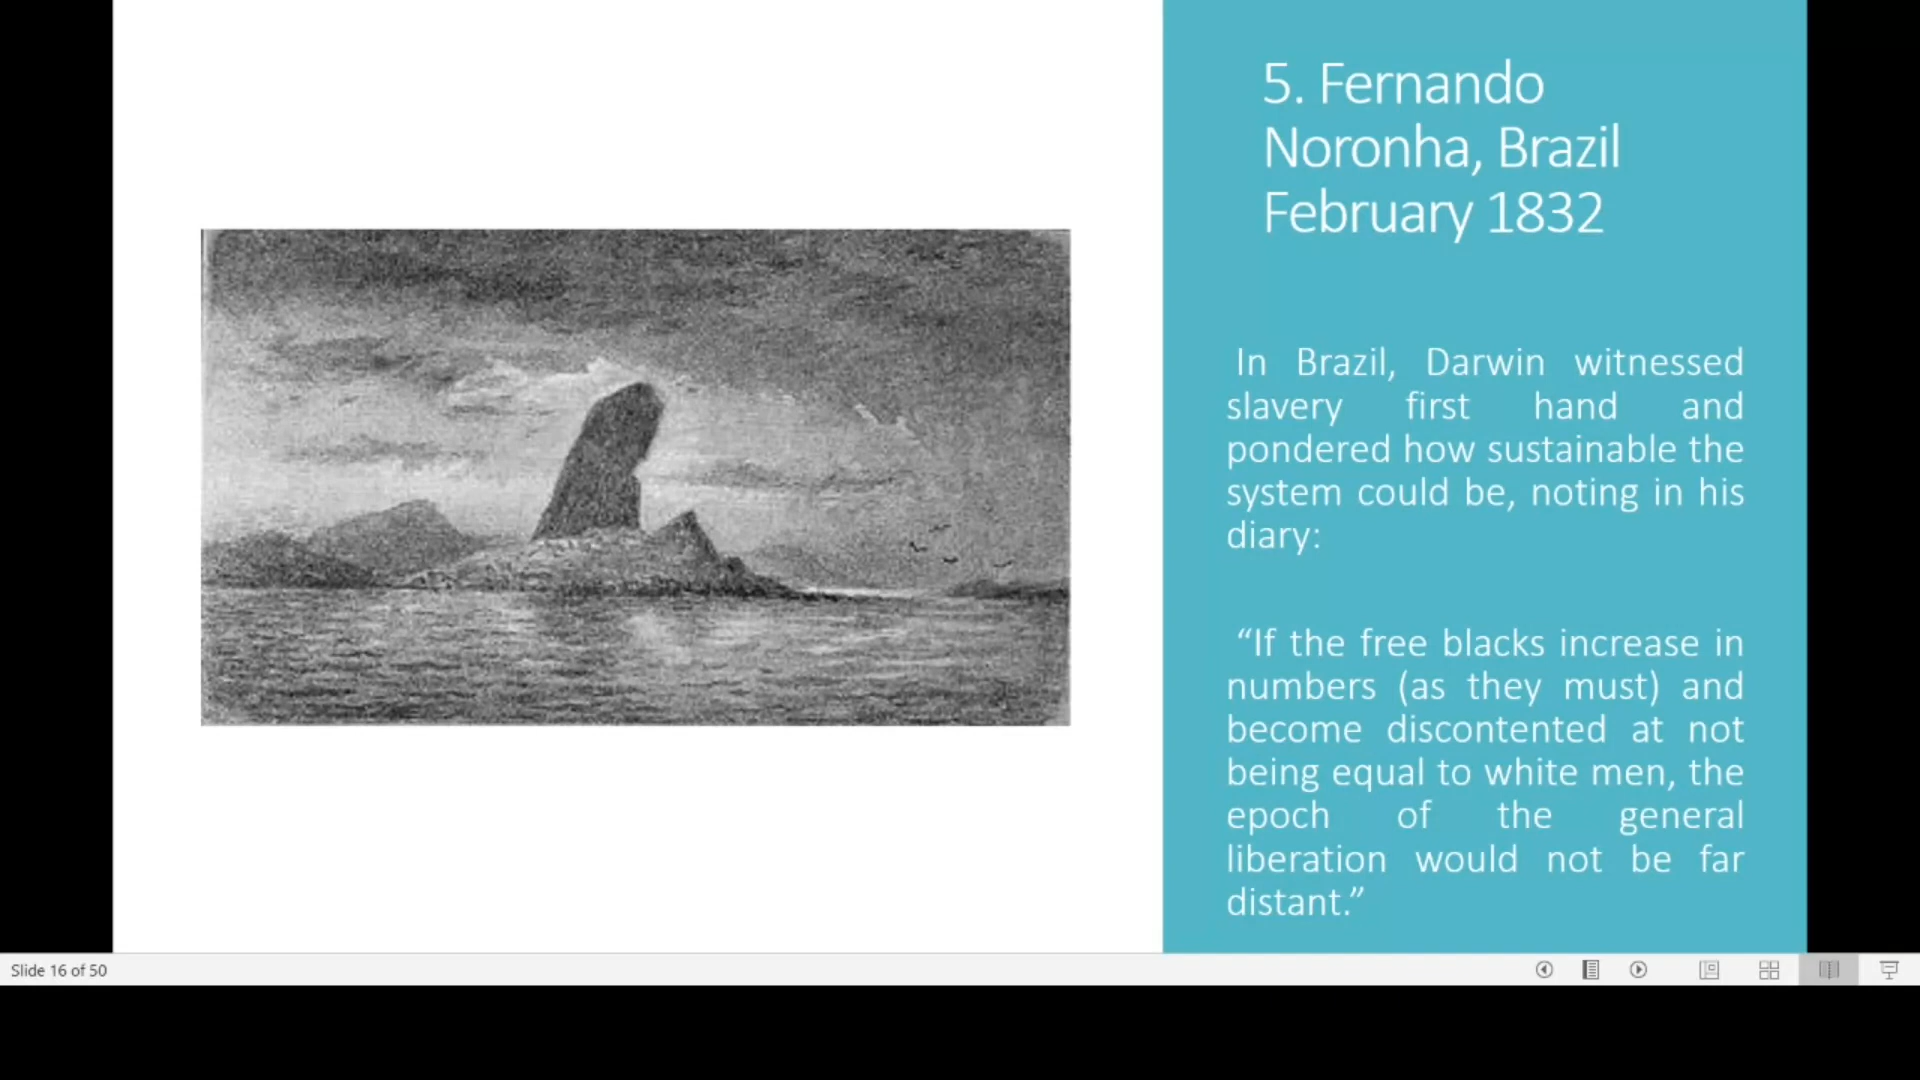 5. Fernando
Noronha, Brazil
February 1832
In Brazil, Darwin witnessed
slavery first hand and
pondered how sustainable the
system could be, noting in his
diary:
“If the free blacks increase in
numbers (as they must) and
become discontented at not
being equal to white men, the
epoch of the general
liberation would not be far
distant.”
Slide 16 of 50